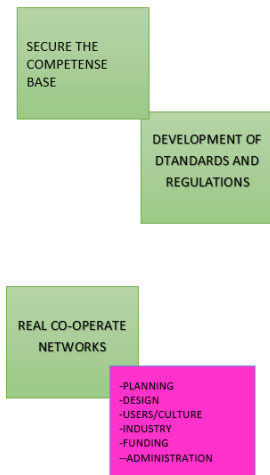 SECURE THE
COMPETENSE
BASE
DEVELOPMENT OF
DTANDARDS AND
REGULATIONS
REAL CO-OPERATE
NETWORKS
-PLANNING
-DESIGN
-USERS/CULTURE
-INDUSTRY
-FUNDING
--ADMINISTRATION